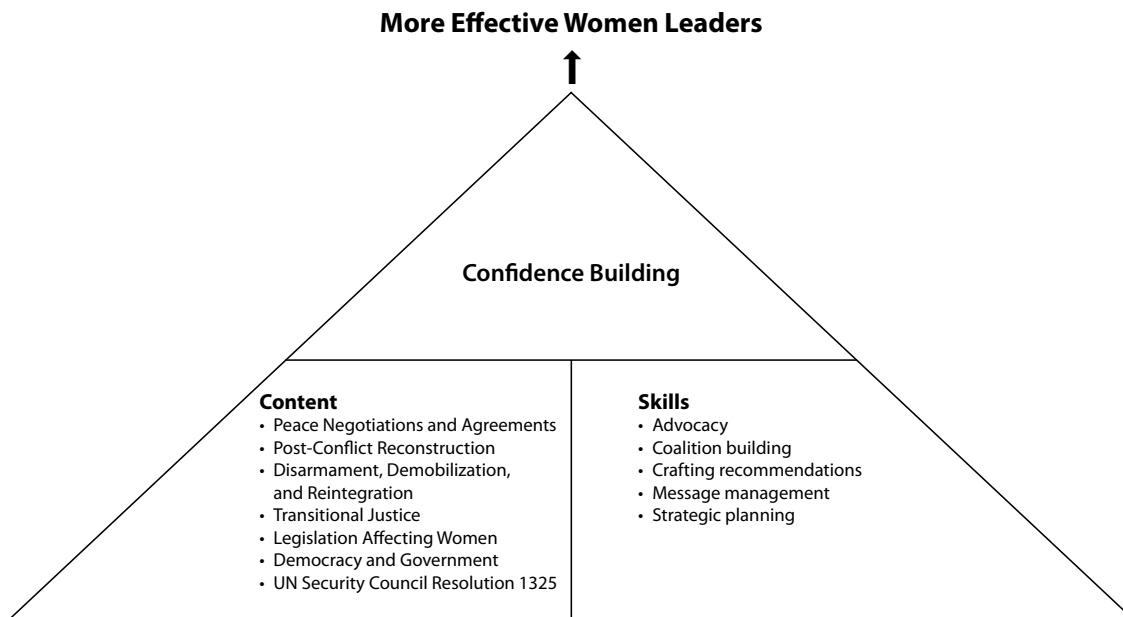 More Effective Women Leaders
Confidence Building
Content
• Peace Negotiations and Agreements
• Post-Conflict Reconstruction
• Disarmament, Demobilization,
and Reintegration
• Transitional Justice
• Legislation Affecting Women
• Democracy and Government
• UN Security Council Resolution 1325
Skills
• Advocacy
• Coalition building
• Crafting recommendations
• Message management
• Strategic planning